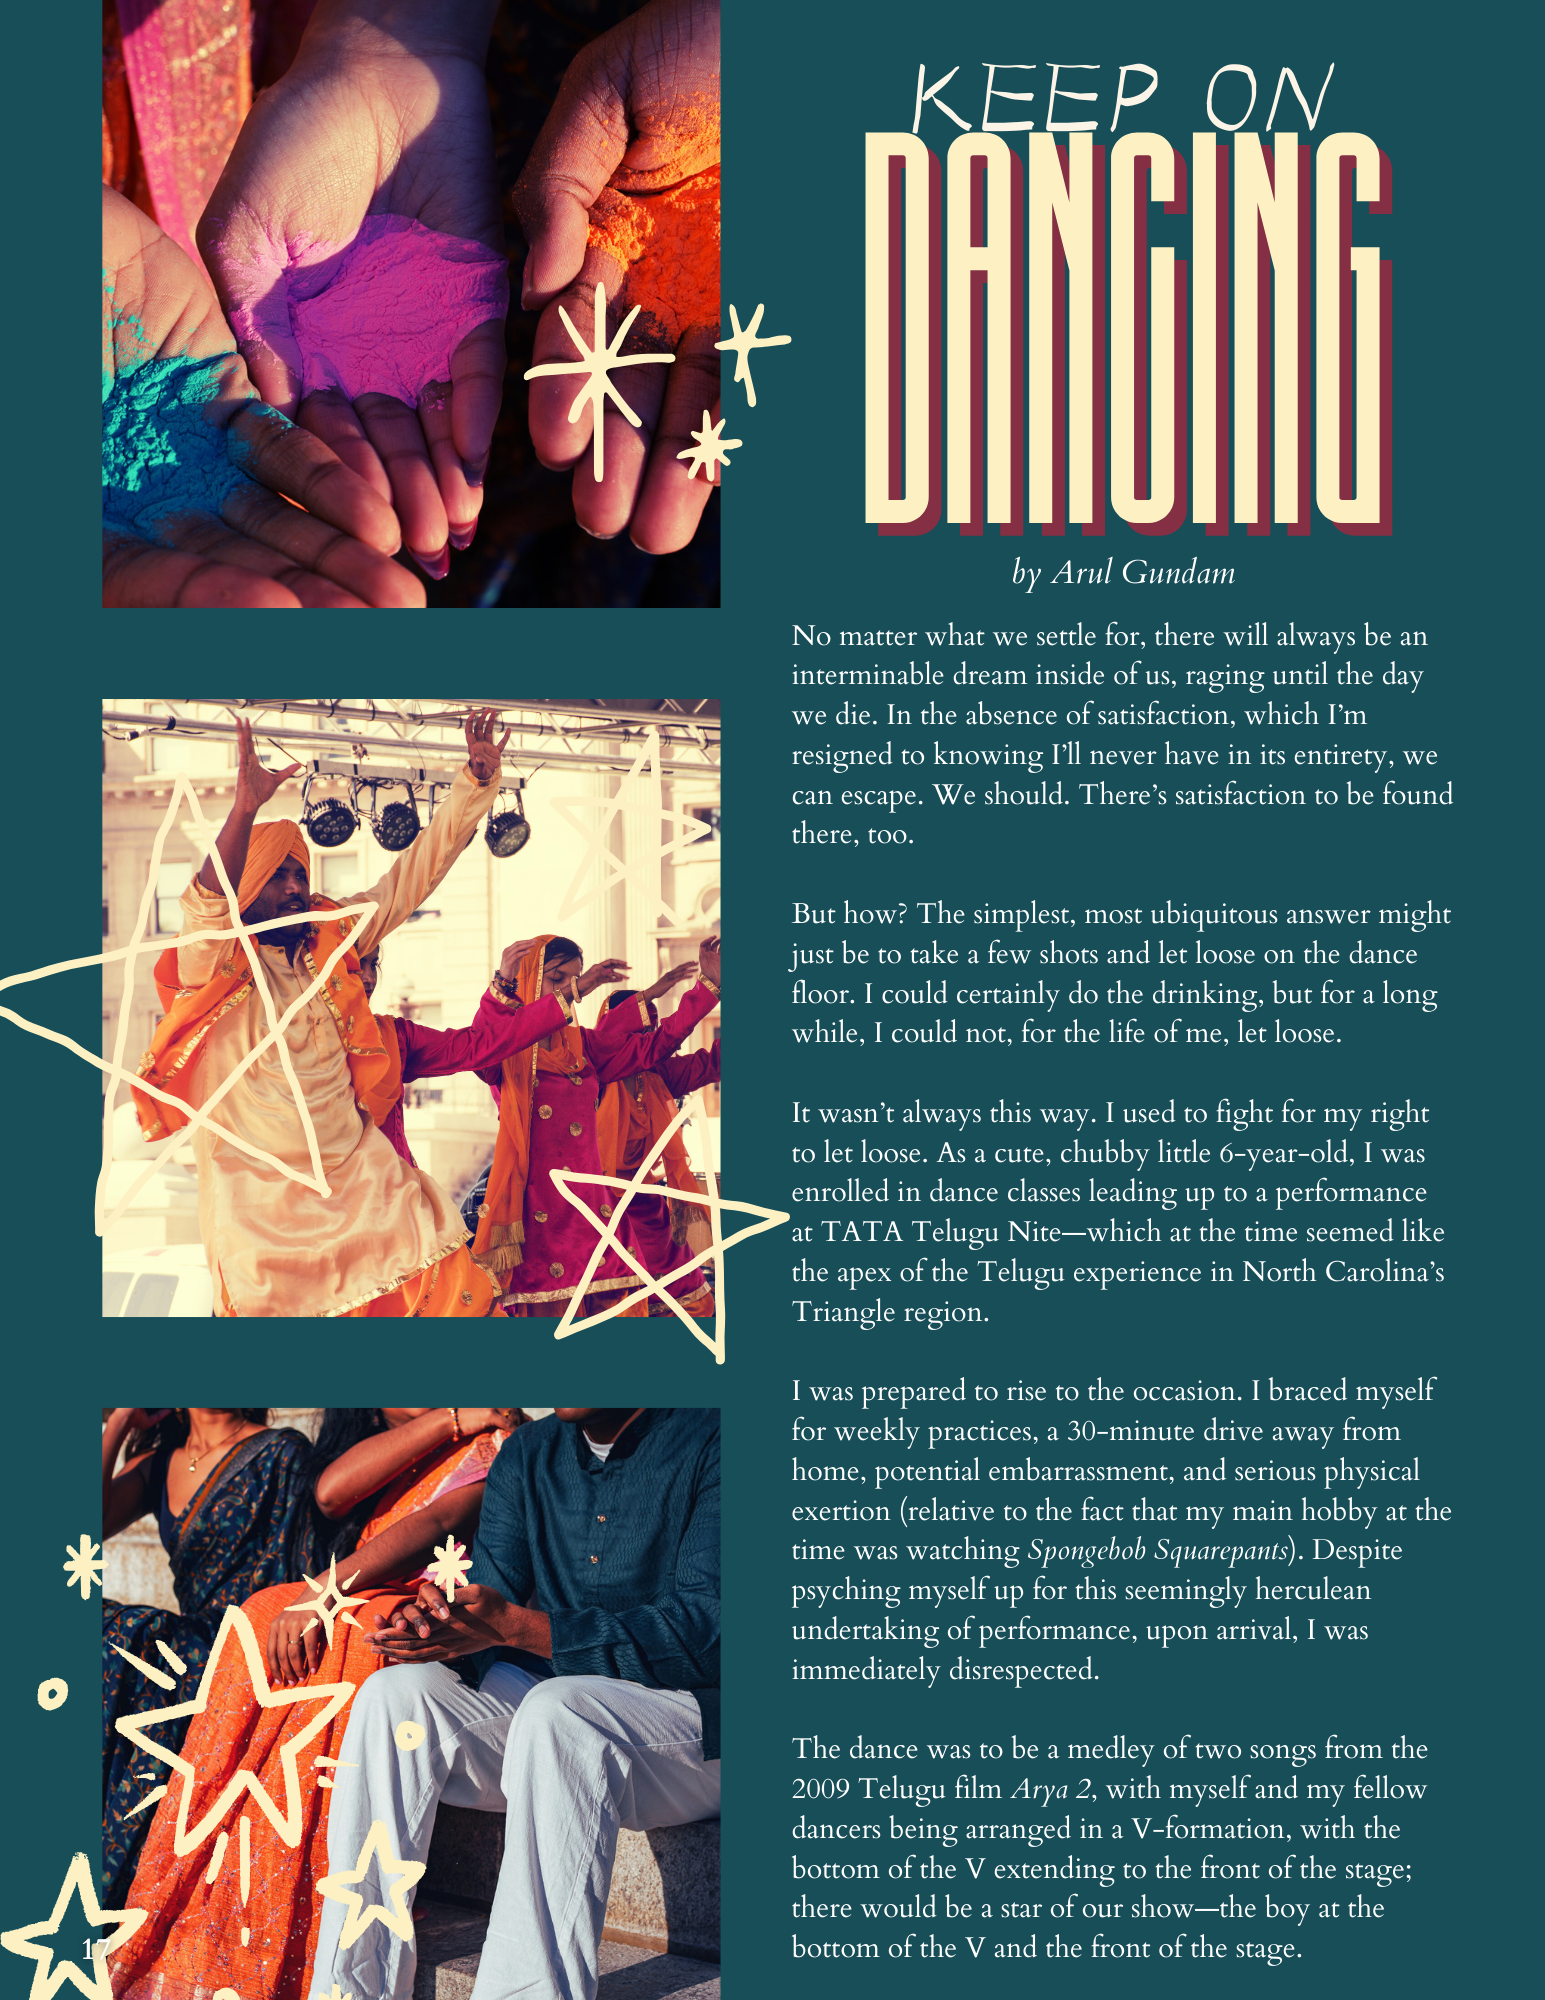 KEEP ON
DANCING
by Arul Gundam
No matter what we settle for, there will always be an
interminable dream inside of us, raging until the day
we die. In the absence of satisfaction, which I'm
resigned to knowing I'll never have in its entirety, we
can escape. We should. There's satisfaction to be found
there, too.
But how? The simplest, most ubiquitous answer might
just be to take a few shots and let loose on the dance
floor. I could certainly do the drinking, but for a long
while, I could not, for the life of me, let loose.
It wasn't always this way. I used to fight for my right
to let loose. As a cute, chubby little 6-year-old, I was
enrolled in dance classes leading up to a performance
at TATA Telugu Nite—which at the time seemed like
the apex of the Telugu experience in North Carolina's
Triangle region.
I was prepared to rise to the occasion. I braced myself
for weekly practices, a 30-minute drive away from
home, potential embarrassment, and serious physical
exertion (relative to the fact that my main hobby at the
time was watching Spongebob Squarepants). Despite
psyching myself up for this seemingly herculean
undertaking of performance, upon arrival, I was
immediately disrespected.
The dance was to be a medley of two songs from the
2009 Telugu film Arya 2, with myself and my fellow
dancers being arranged in a V-formation, with the
bottom of the V extending to the front of the stage;
there would be a star of our show—the boy at the
bottom of the V and the front of the stage.
17